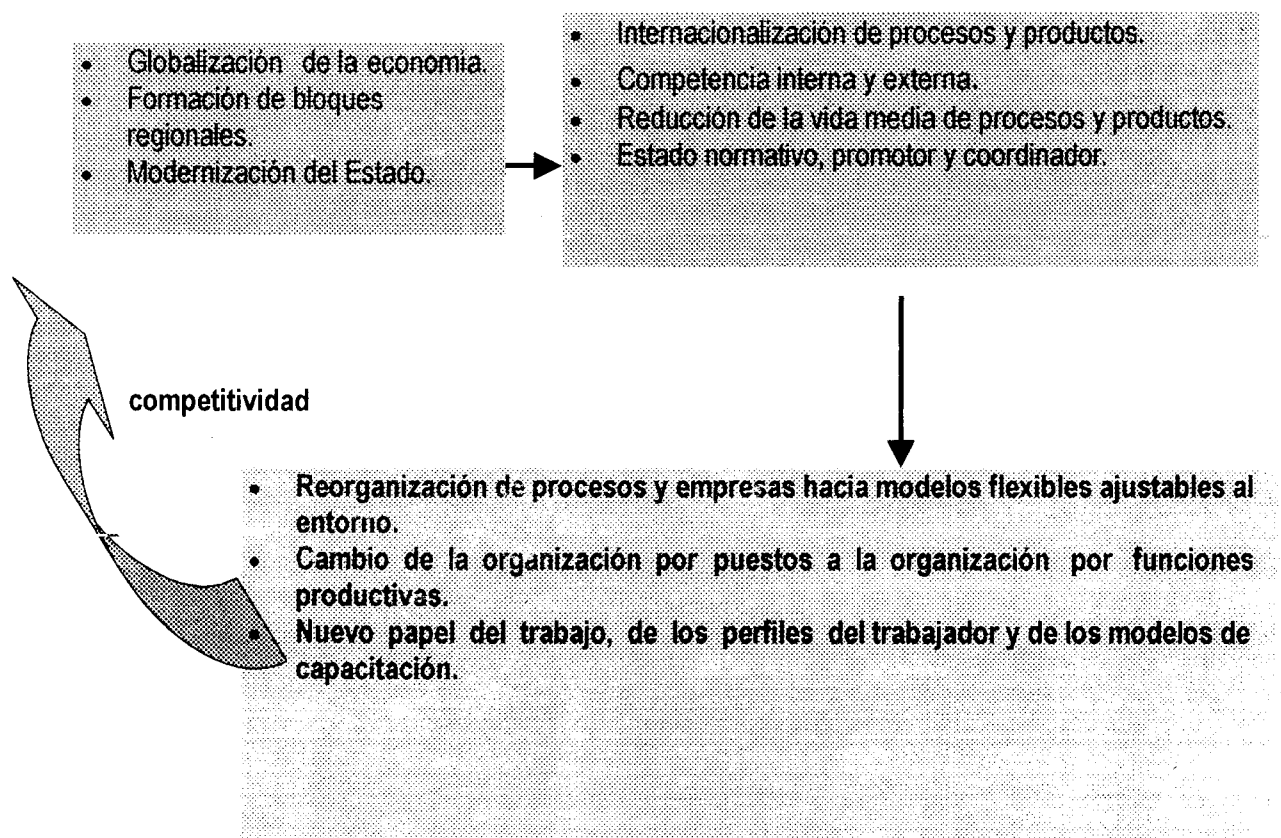 • Globalización de la economía.
• Formación de bloques
regionales.
• Modernización del Estado.
• Internacionalización de procesos y productos.
• Competencia interna y externa.
• Reducción de la vida media de procesos y productos.
• Estado normativo, promotor y coordinador.
competitividad
• Reorganización de procesos y empresas hacia modelos flexibles ajustables al
entorno.
• Cambio de la organización por puestos a la organización por funciones
productivas.
• Nuevo papel del trabajo, de los perfiles del trabajador y de los modelos de
capacitación.